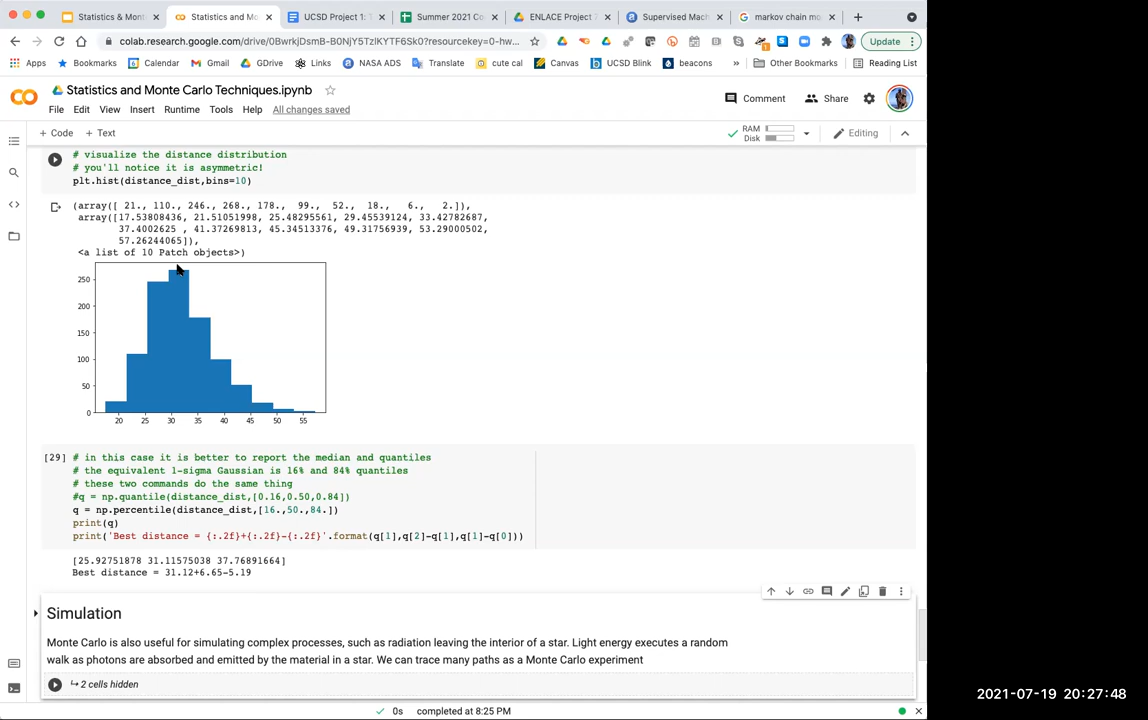 Statistics & Mont
Statistics and Mo
UCSD Project 1: T
Summer 2021 Co
ENLACE Project 7
Supervised Mach
markov chain mo
colab.research.google.com/drive/0BwrkjDsmB-B0NjY5TzlKYTF6Sk0?resourcekey=0-hw...
Update
Apps
Bookmarks
Calendar
Gmail
GDrive
Links
NASA ADS
Translate
cute cal
Canvas
UCSD Blink
beacons
»
Other Bookmarks
Reading List
Statistics and Monte Carlo Techniques.ipynb
Comment
Share
File Edit View Insert Runtime Tools Help All changes saved
+ Code + Text
RAM
Disk
Editing
# visualize the distance distribution
# you'll notice it is asymmetric!
plt.hist(distance_dist,bins=10)
(array([ 21., 110., 246., 268., 178., 99., 52., 18., 6., 2.]),
array([17.53808436, 21.51051998, 25.48295561, 29.45539124, 33.42782687,
37.4002625 , 41.37269813, 45.34513376, 49.31756939, 53.29000502,
57.26244065]),
<a list of 10 Patch objects>)
250
200
150
100
50
0
20 25 30 35 40 45 50 55
[29] # in this case it is better to report the median and quantiles
# the equivalent 1-sigma Gaussian is 16% and 84% quantiles
# these two commands do the same thing
#q = np.quantile(distance_dist,[0.16,0.50,0.84])
q = np.percentile(distance_dist,[16.,50.,84.])
print(q)
print('Best distance = {:.2f}+{:.2f}-{:.2f}'.format(q[1],q[2]-q[1],q[1]-q[0]))
[25.92751878 31.11575038 37.76891664]
Best distance = 31.12+6.65-5.19
Simulation
Monte Carlo is also useful for simulating complex processes, such as radiation leaving the interior of a star. Light energy executes a random
walk as photons are absorbed and emitted by the material in a star. We can trace many paths as a Monte Carlo experiment
2 cells hidden
0s completed at 8:25 PM
2021-07-19 20:27:48